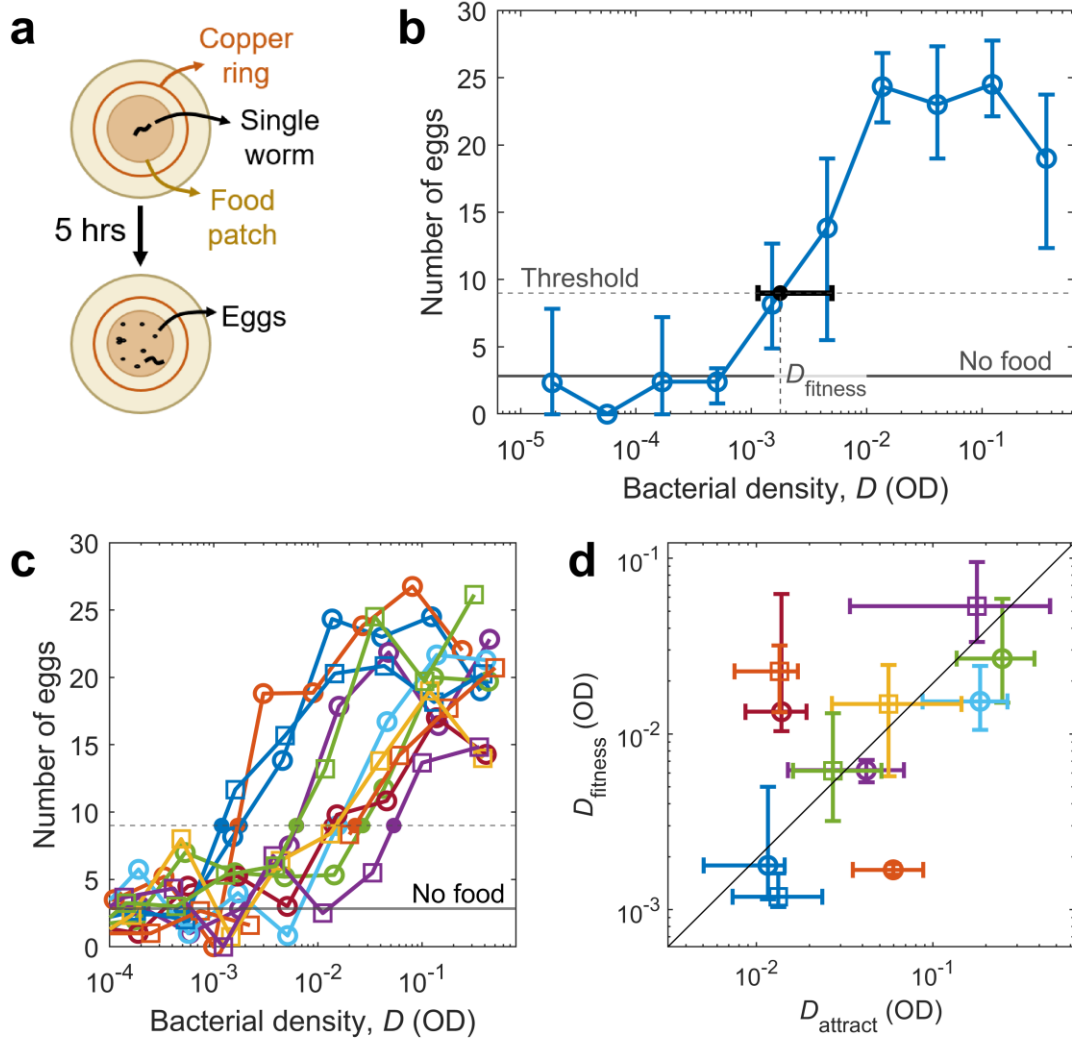 a
Copper
ring
Single
worm
Food
patch
5 hrs
Eggs
b
Number of eggs
30
25
20
15
10
5
0
Threshold
No food
D_fitness
10^-5
10^-4
10^-3
10^-2
10^-1
Bacterial density, D (OD)
c
Number of eggs
30
25
20
15
10
5
0
No food
10^-4
10^-3
10^-2
10^-1
Bacterial density, D (OD)
d
D_fitness (OD)
10^-1
10^-2
10^-3
10^-2
10^-1
D_attract (OD)